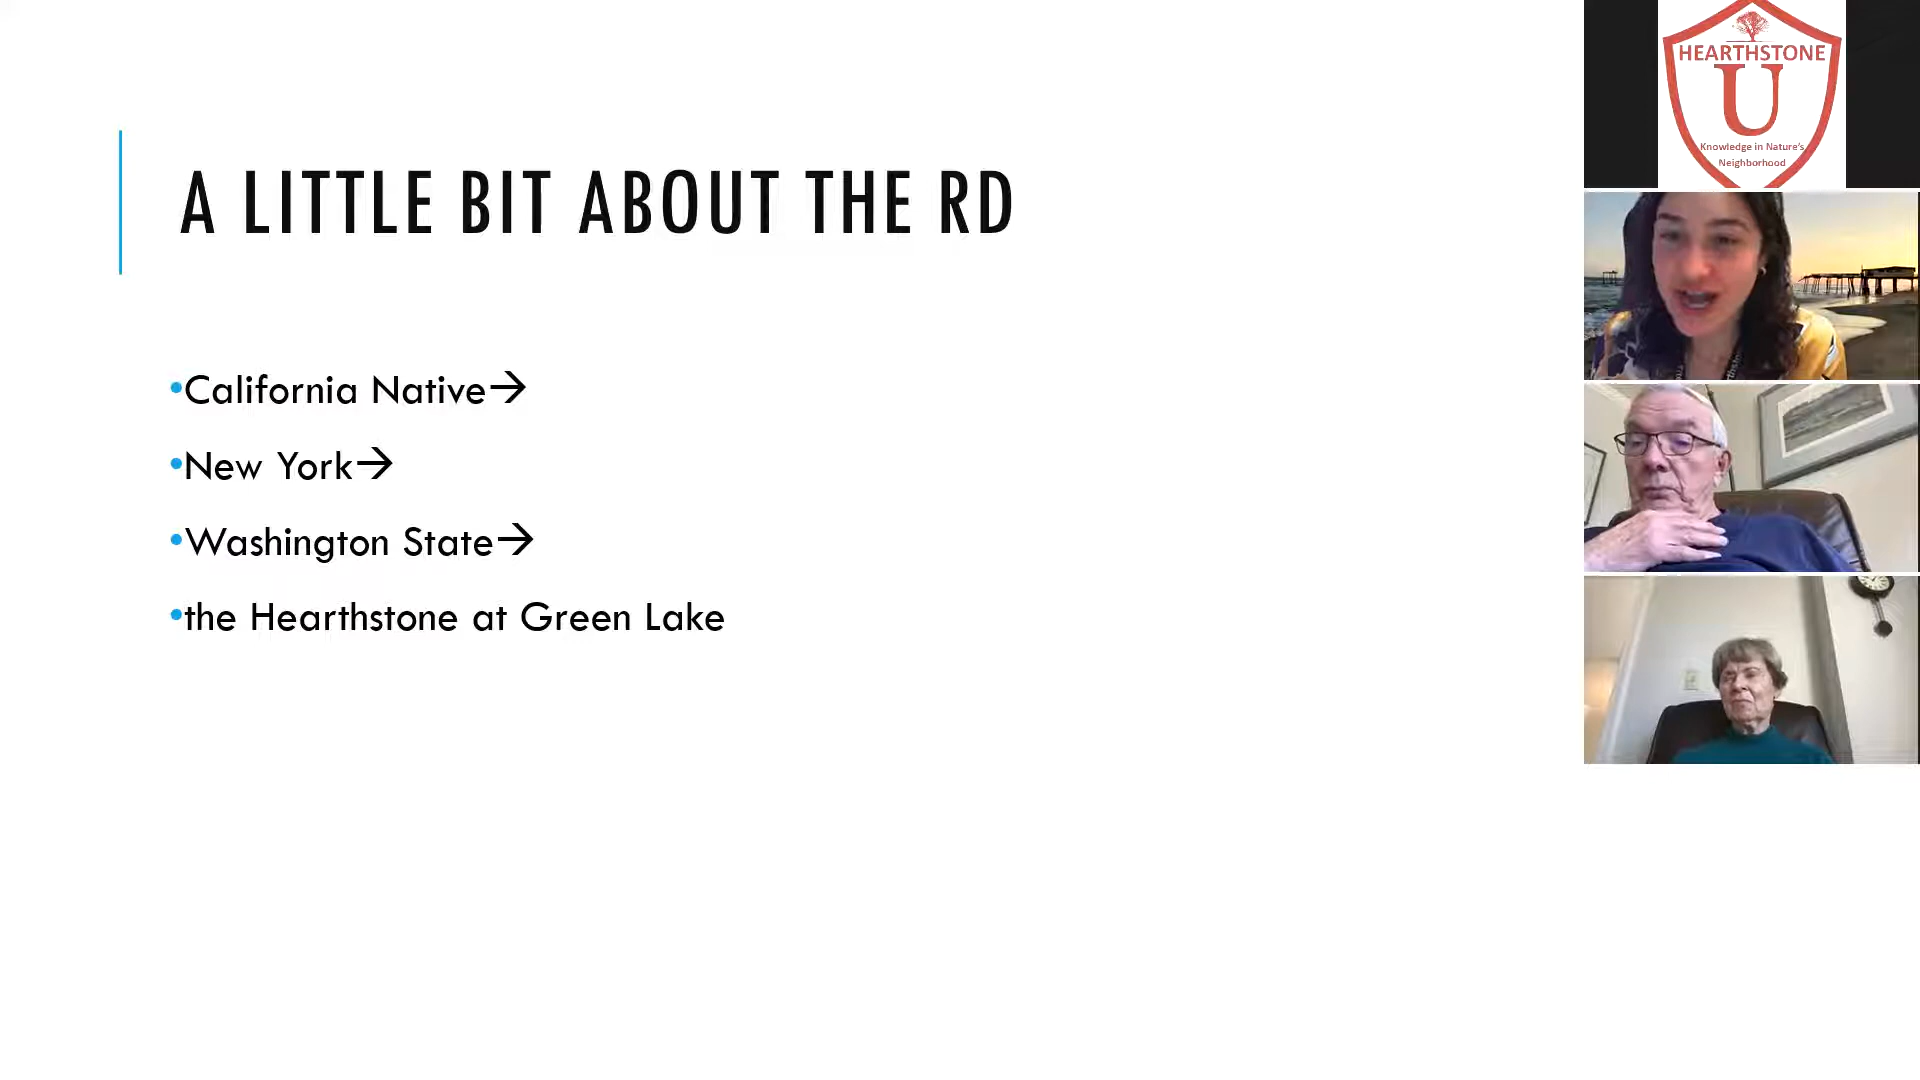 A LITTLE BIT ABOUT THE RD
•California Native→
•New York→
•Washington State→
•the Hearthstone at Green Lake
HEARTHSTONE
U
Knowledge in Nature's
Neighborhood